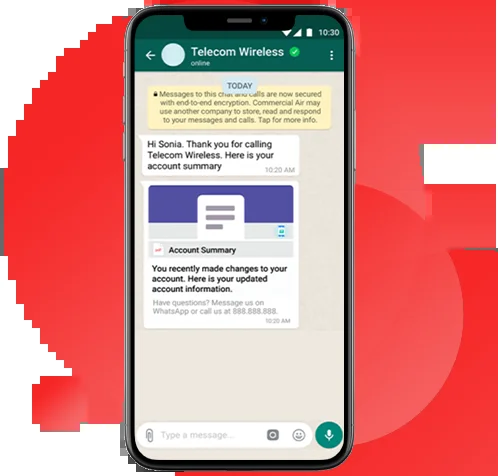 10:30
Telecom Wireless
online
TODAY
Messages to this chat and calls are now secured
with end-to-end encryption. Commercial Air may
use another company to store, read and respond
to your messages and calls. Tap for more info.
Hi Sonia. Thank you for calling
Telecom Wireless. Here is your
account summary
10:20 AM
Account Summary
You recently made changes to your
account. Here is your updated
account information.
Have questions? Message us on
WhatsApp or call us at 888.888.888.
10:20 AM
Type a message...